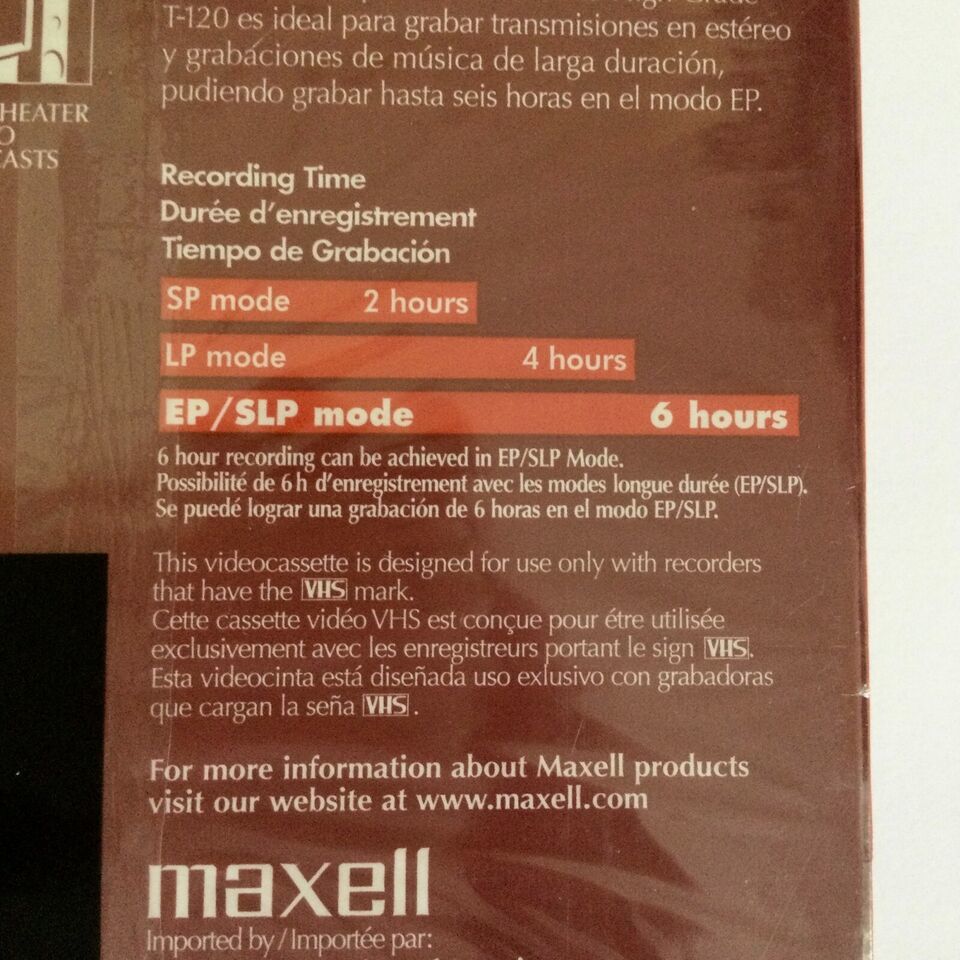 T-120 es ideal para grabar transmisiones en estéreo
y grabaciones de música de larga duración,
pudiendo grabar hasta seis horas en el modo EP.
HEATER
O
CASTS
Recording Time
Durée d'enregistrement
Tiempo de Grabación
SP mode 2 hours
LP mode 4 hours
EP/SLP mode 6 hours
6 hour recording can be achieved in EP/SLP Mode.
Possibilité de 6 h d'enregistrement avec les modes longue durée (EP/SLP).
Se puedé lograr una grabación de 6 horas en el modo EP/SLP.
This videocassette is designed for use only with recorders
that have the VHS mark.
Cette cassette vidéo VHS est conçue pour étre utilisée
exclusivement avec les enregistreurs portant le sign VHS.
Esta videocinta está diseñada uso exlusivo con grabadoras
que cargan la seña VHS.
For more information about Maxell products
visit our website at www.maxell.com
maxell
Imported by / Importée par: